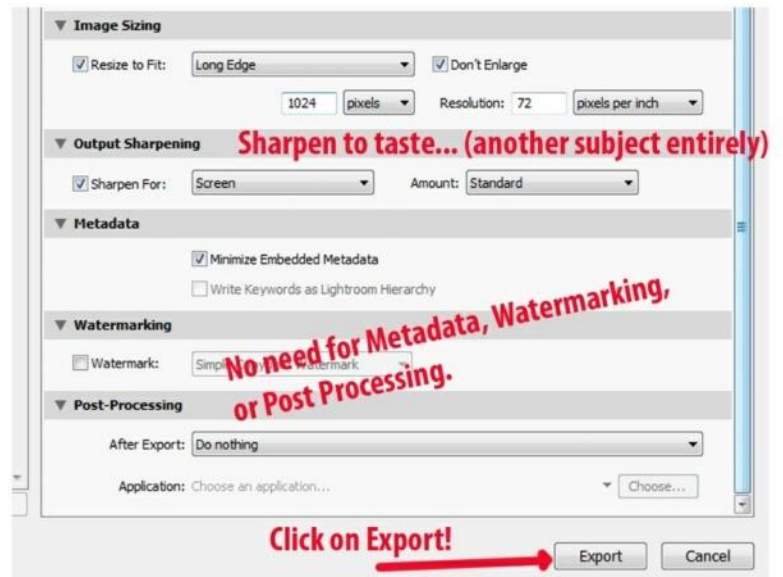 Image Sizing
Resize to Fit: Long Edge Don't Enlarge
1024 pixels Resolution: 72 pixels per inch
Output Sharpening Sharpen to taste... (another subject entirely)
Sharpen For: Screen Amount: Standard
Metadata
Minimize Embedded Metadata
Write Keywords as Lightroom Hierarchy
No need for Metadata, Watermarking,
or Post Processing.
Watermarking
Watermark: Simple Watermark
Post-Processing
After Export: Do nothing
Application: Choose an application... Choose...
Click on Export!
Export Cancel